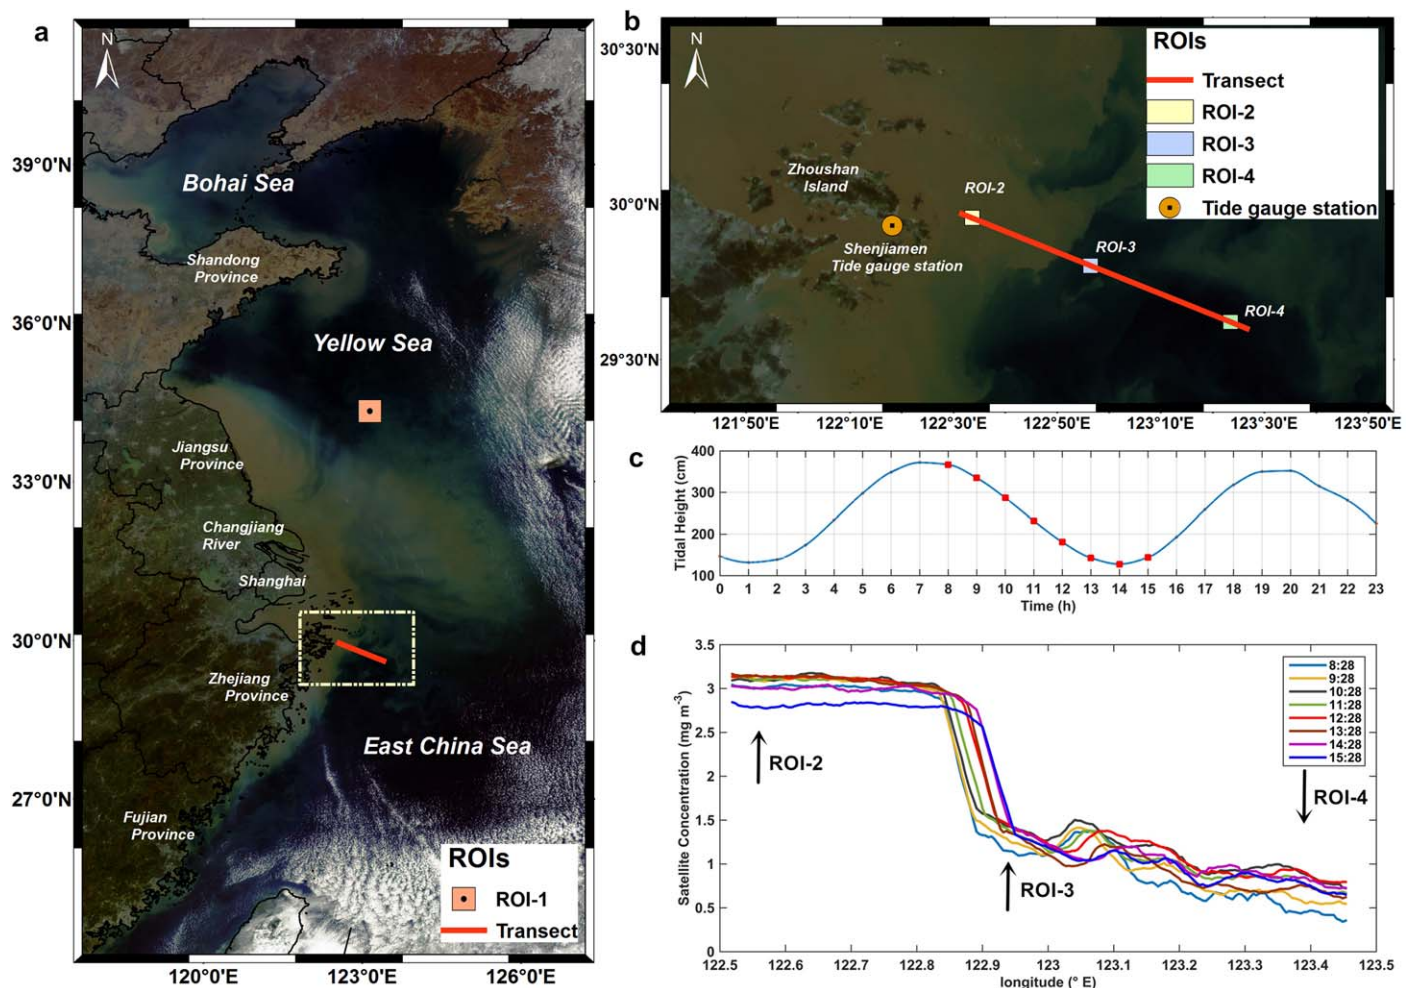 a
N
39°0'N
36°0'N
33°0'N
30°0'N
27°0'N
120°0'E
123°0'E
126°0'E
Bohai Sea
Shandong
Province
Yellow Sea
Jiangsu
Province
Changjiang
River
Shanghai
Zhejiang
Province
East China Sea
Fujian
Province
ROIs
ROI-1
Transect
b
N
30°30'N
30°0'N
29°30'N
121°50'E
122°10'E
122°30'E
122°50'E
123°10'E
123°30'E
123°50'E
Zhoushan
Island
Shenjiamen
Tide gauge station
ROI-2
ROI-3
ROI-4
ROIs
Transect
ROI-2
ROI-3
ROI-4
Tide gauge station
c
Tidal Height (cm)
400
300
200
100
0 1 2 3 4 5 6 7 8 9 10 11 12 13 14 15 16 17 18 19 20 21 22 23
Time (h)
d
Satellite Concentration (mg m-3)
3.5
3
2.5
2
1.5
1
0.5
0
122.5 122.6 122.7 122.8 122.9 123 123.1 123.2 123.3 123.4 123.5
longitude (° E)
ROI-2
ROI-3
ROI-4
8:28
9:28
10:28
11:28
12:28
13:28
14:28
15:28